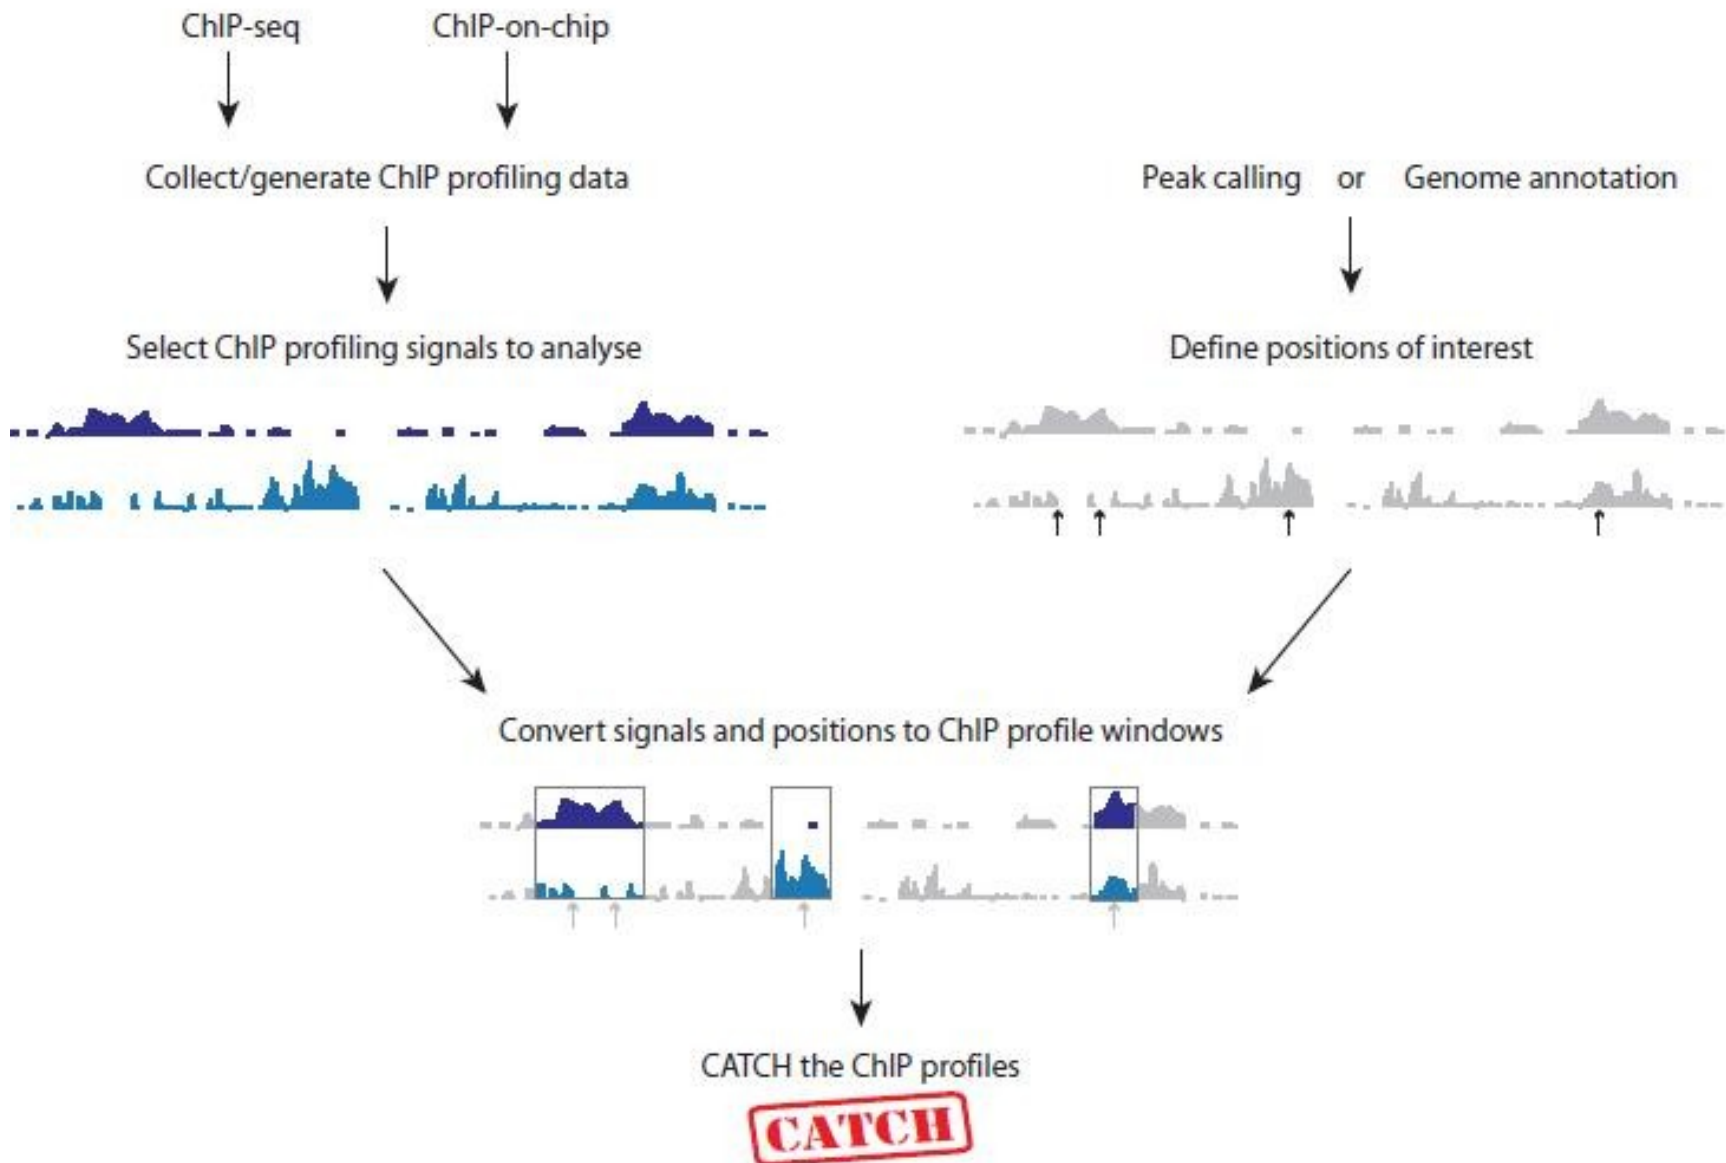 ChIP-seq
ChIP-on-chip
Collect/generate ChIP profiling data
Peak calling or Genome annotation
Select ChIP profiling signals to analyse
Define positions of interest
Convert signals and positions to ChIP profile windows
CATCH the ChIP profiles
CATCH